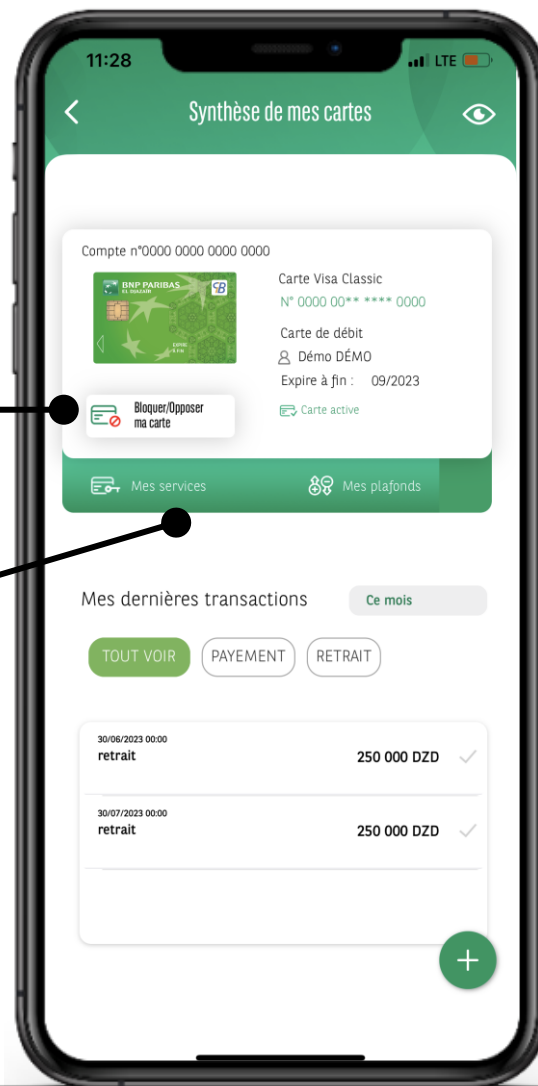 11:28
LTE
Synthèse de mes cartes
Compte n°0000 0000 0000 0000
BNP PARIBAS
EL DJAZAÏR
CB
Carte Visa Classic
N° 0000 00** **** 0000
Carte de débit
Démo DÉMO
Expire à fin : 09/2023
Carte active
Bloquer/Opposer
ma carte
Mes services
Mes plafonds
Mes dernières transactions
Ce mois
TOUT VOIR
PAYEMENT
RETRAIT
30/06/2023 00:00
retrait
250 000 DZD
30/07/2023 00:00
retrait
250 000 DZD
+